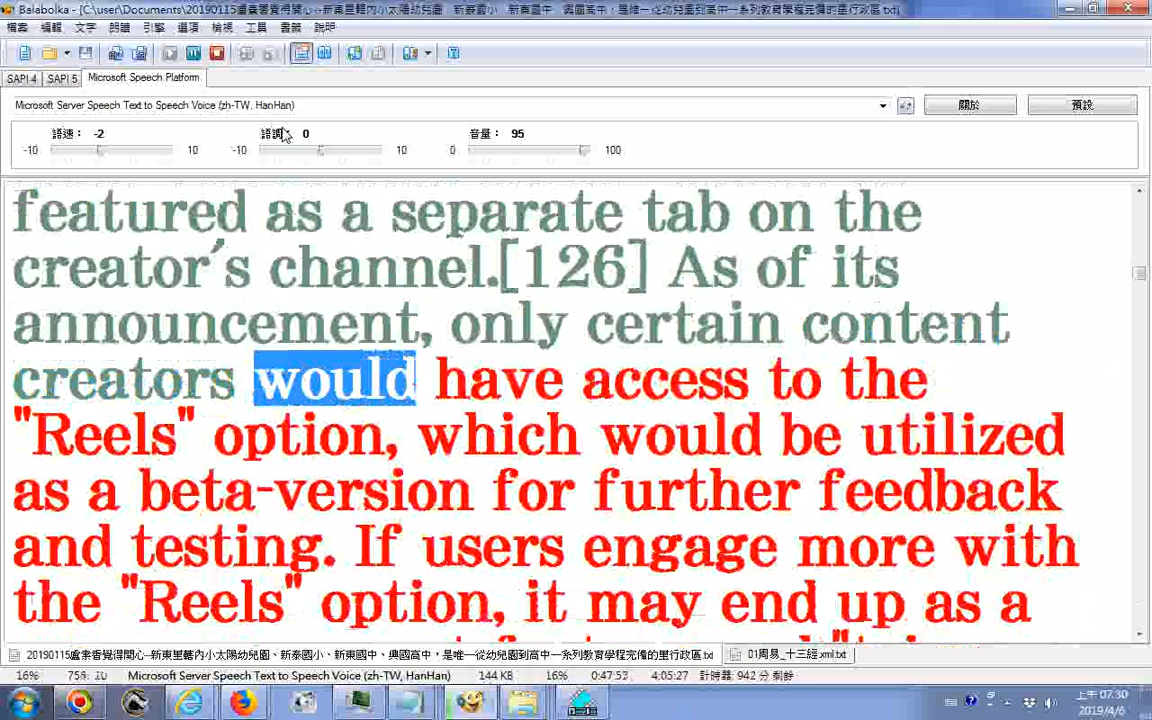 Balabolka - [C:\user\Documents\20190115盧素香覺得開心--新東里轄內小太陽幼兒園、新泰國小、新東國中、興國高中，是唯一從幼兒園到高中一系列教育學程完備的里行政區.txt]
檔案 編輯 文字 朗讀 引擎 選項 檢視 工具 書籤 說明
SAPI 4 SAPI 5 Microsoft Speech Platform
Microsoft Server Speech Text to Speech Voice (zh-TW, HanHan) 關於 預設
語速： -2 語調： 0 音量： 95
-10 10 -10 10 0 100
featured as a separate tab on the
creator's channel.[126] As of its
announcement, only certain content
creators would have access to the
"Reels" option, which would be utilized
as a beta-version for further feedback
and testing. If users engage more with
the "Reels" option, it may end up as a
20190115盧素香覺得開心--新東里轄內小太陽幼兒園、新泰國小、新東國中、興國高中，是唯一從幼兒園到高中一系列教育學程完備的里行政區.txt 01周易_十三經.xml.txt
16% Microsoft Server Speech Text to Speech Voice (zh-TW, HanHan) 144 KB 16% 0:47:53 4:05:27 計時器: 942 分 剩餘
上午 07:30
2019/4/6